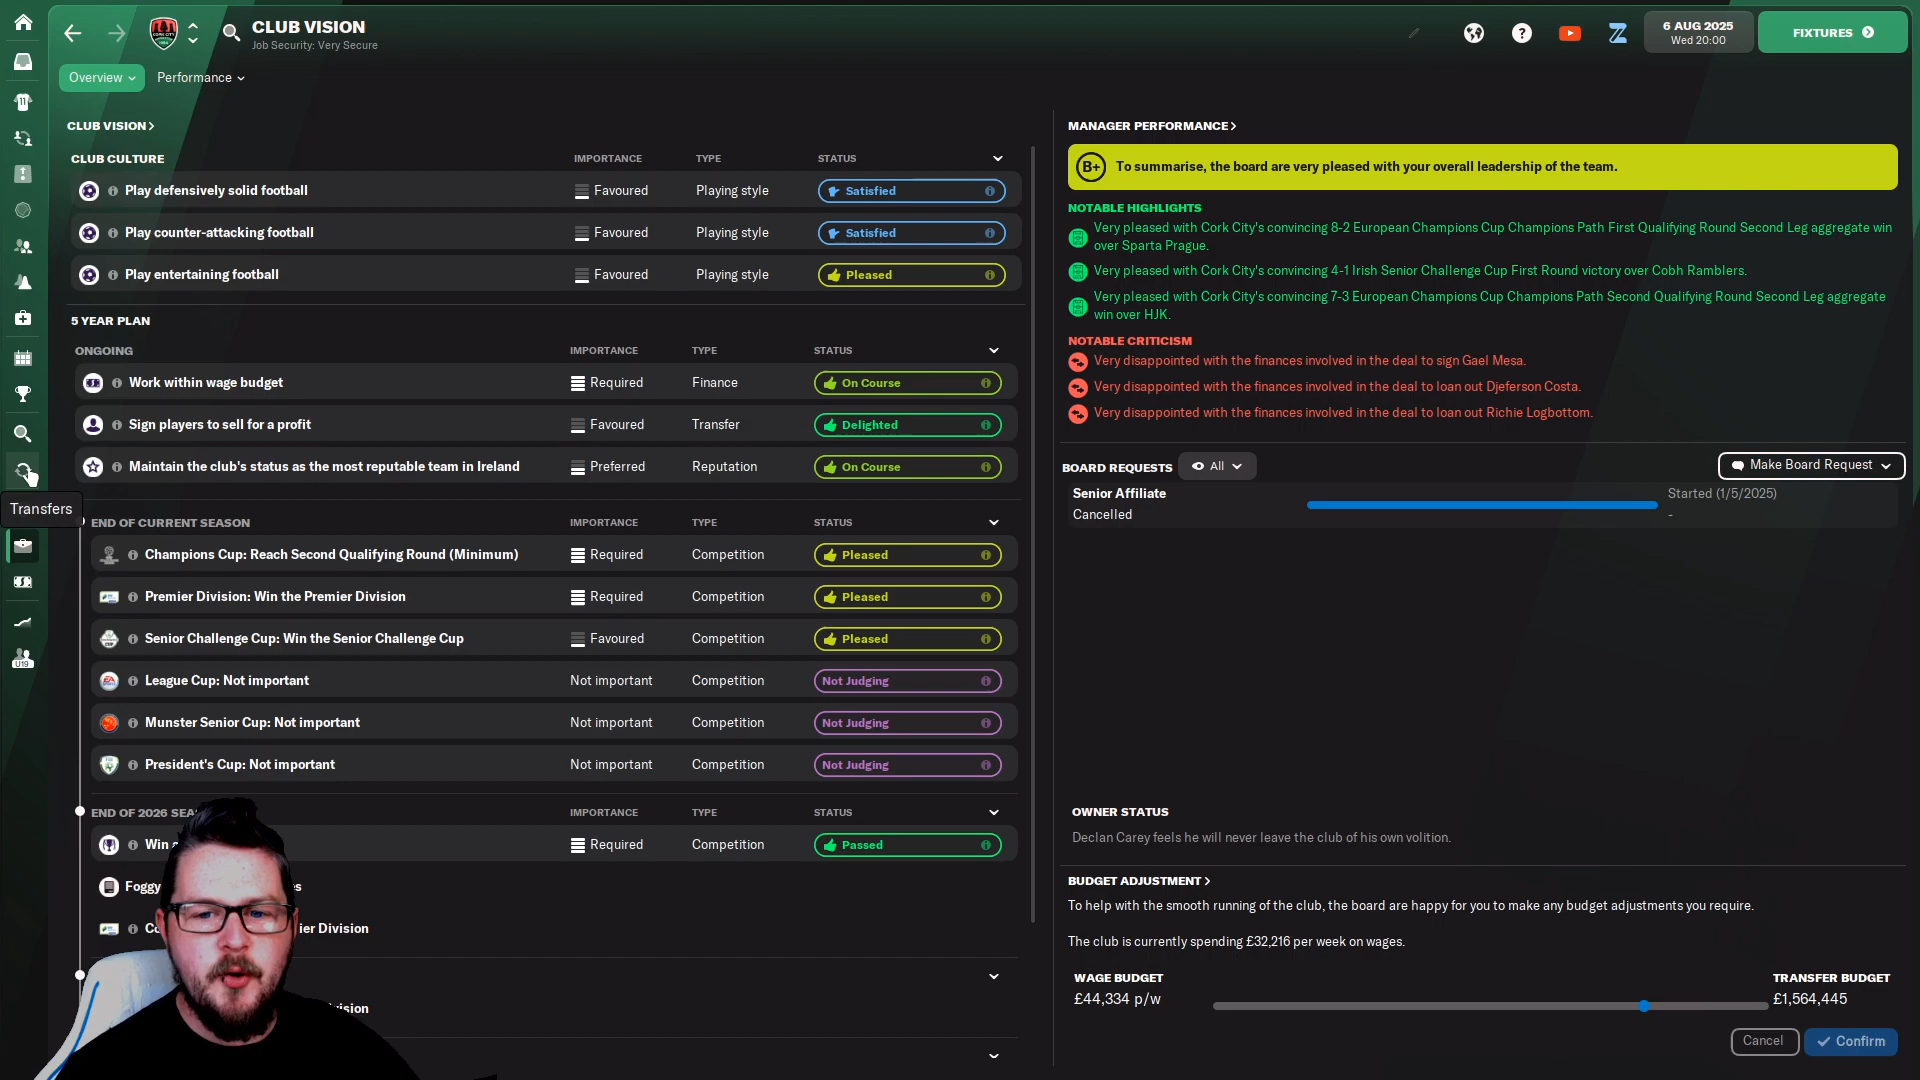 CLUB VISION
Job Security: Very Secure
6 AUG 2025
Wed 20:00
FIXTURES
Overview
Performance
CLUB VISION
CLUB CULTURE IMPORTANCE TYPE STATUS
Play defensively solid football Favoured Playing style Satisfied
Play counter-attacking football Favoured Playing style Satisfied
Play entertaining football Favoured Playing style Pleased
5 YEAR PLAN
ONGOING IMPORTANCE TYPE STATUS
Work within wage budget Required Finance On Course
Sign players to sell for a profit Favoured Transfer Delighted
Maintain the club's status as the most reputable team in Ireland Preferred Reputation On Course
Transfers
END OF CURRENT SEASON IMPORTANCE TYPE STATUS
Champions Cup: Reach Second Qualifying Round (Minimum) Required Competition Pleased
Premier Division: Win the Premier Division Required Competition Pleased
Senior Challenge Cup: Win the Senior Challenge Cup Favoured Competition Pleased
League Cup: Not important Not important Competition Not Judging
Munster Senior Cup: Not important Not important Competition Not Judging
President's Cup: Not important Not important Competition Not Judging
U19
END OF 2026 IMPORTANCE TYPE STATUS
Win Required Competition Passed
Foggy
Division
MANAGER PERFORMANCE
B+ To summarise, the board are very pleased with your overall leadership of the team.
NOTABLE HIGHLIGHTS
Very pleased with Cork City's convincing 8-2 European Champions Cup Champions Path First Qualifying Round Second Leg aggregate win
over Sparta Prague.
Very pleased with Cork City's convincing 4-1 Irish Senior Challenge Cup First Round victory over Cobh Ramblers.
Very pleased with Cork City's convincing 7-3 European Champions Cup Champions Path Second Qualifying Round Second Leg aggregate
win over HJK.
NOTABLE CRITICISM
Very disappointed with the finances involved in the deal to sign Gael Mesa.
Very disappointed with the finances involved in the deal to loan out Djeferson Costa.
Very disappointed with the finances involved in the deal to loan out Richie Logbottom.
BOARD REQUESTS All Make Board Request
Senior Affiliate Started (1/5/2025)
Cancelled -
OWNER STATUS
Declan Carey feels he will never leave the club of his own volition.
BUDGET ADJUSTMENT
To help with the smooth running of the club, the board are happy for you to make any budget adjustments you require.
The club is currently spending £32,216 per week on wages.
WAGE BUDGET TRANSFER BUDGET
£44,334 p/w £1,564,445
Cancel Confirm